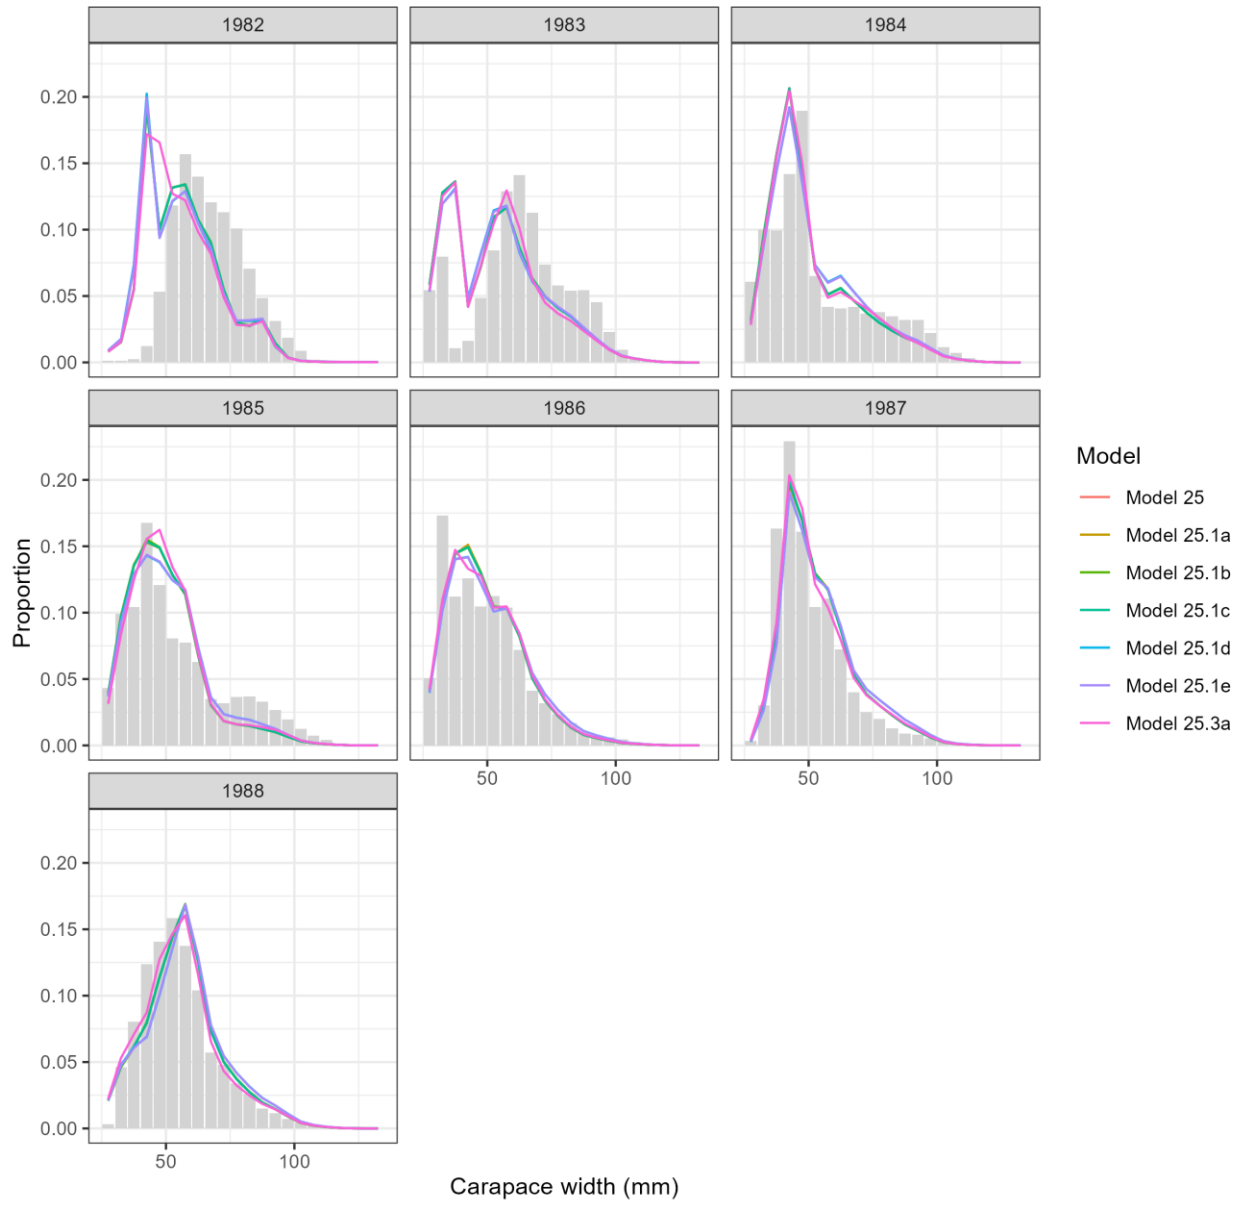 1982 1983 1984
0.20
0.15
0.10
0.05
0.00
1985 1986 1987
0.20
0.15
0.10
0.05
0.00
50 100 50 100
1988
0.20
0.15
0.10
0.05
0.00
50 100
Proportion
Carapace width (mm)
Model
Model 25
Model 25.1a
Model 25.1b
Model 25.1c
Model 25.1d
Model 25.1e
Model 25.3a